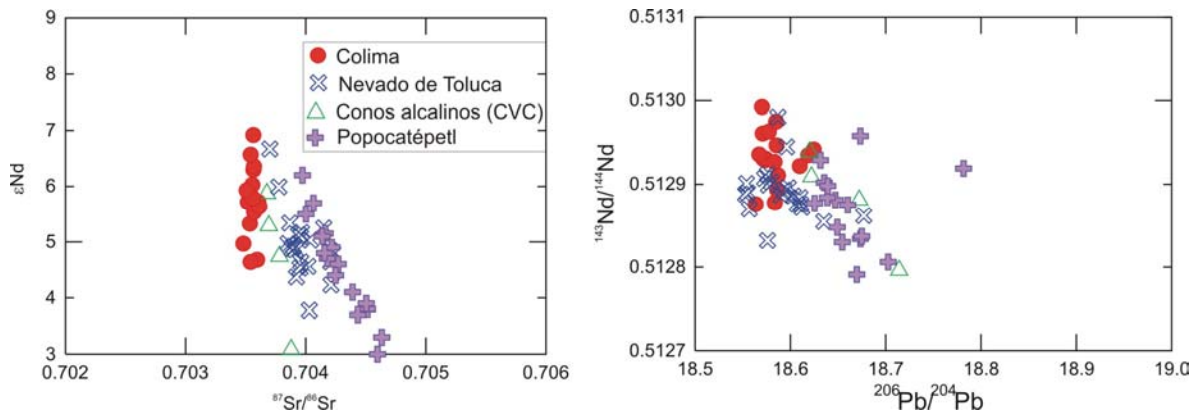 9
8
7
6
5
4
3
εNd
0.702
0.703
0.704
0.705
0.706
⁸⁷Sr/⁸⁶Sr
Colima
Nevado de Toluca
Conos alcalinos (CVC)
Popocatépetl
0.5131
0.5130
0.5129
0.5128
0.5127
¹⁴³Nd/¹⁴⁴Nd
18.5
18.6
18.7
18.8
18.9
19.0
²⁰⁶Pb/²⁰⁴Pb